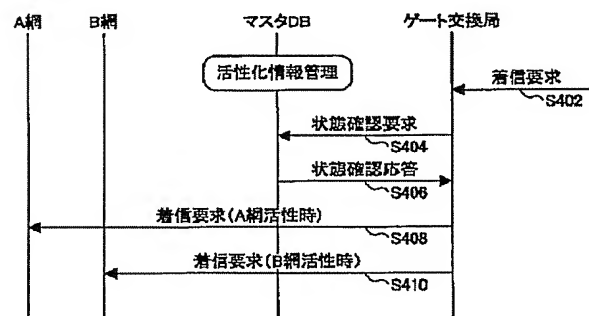 A網 B網 マスタDB ゲート交換局
活性化情報管理
着信要求
S402
状態確認要求
S404
状態確認応答
S406
着信要求(A網活性時)
S408
着信要求(B網活性時)
S410